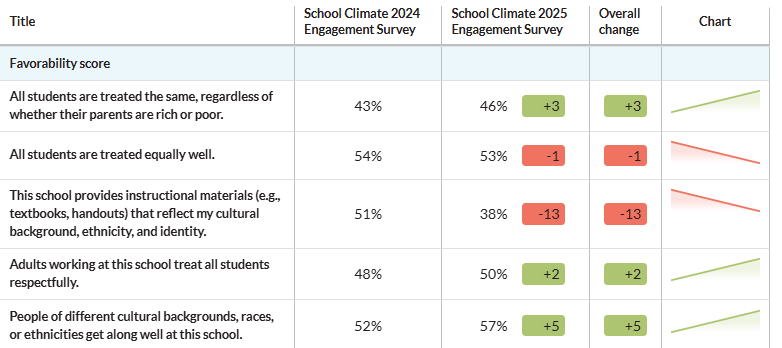 Title
School Climate 2024
Engagement Survey
School Climate 2025
Engagement Survey
Overall
change
Chart
Favorability score
All students are treated the same, regardless of
whether their parents are rich or poor.
43%
46%
+3
+3
All students are treated equally well.
54%
53%
-1
-1
This school provides instructional materials (e.g.,
textbooks, handouts) that reflect my cultural
background, ethnicity, and identity.
51%
38%
-13
-13
Adults working at this school treat all students
respectfully.
48%
50%
+2
+2
People of different cultural backgrounds, races,
or ethnicities get along well at this school.
52%
57%
+5
+5